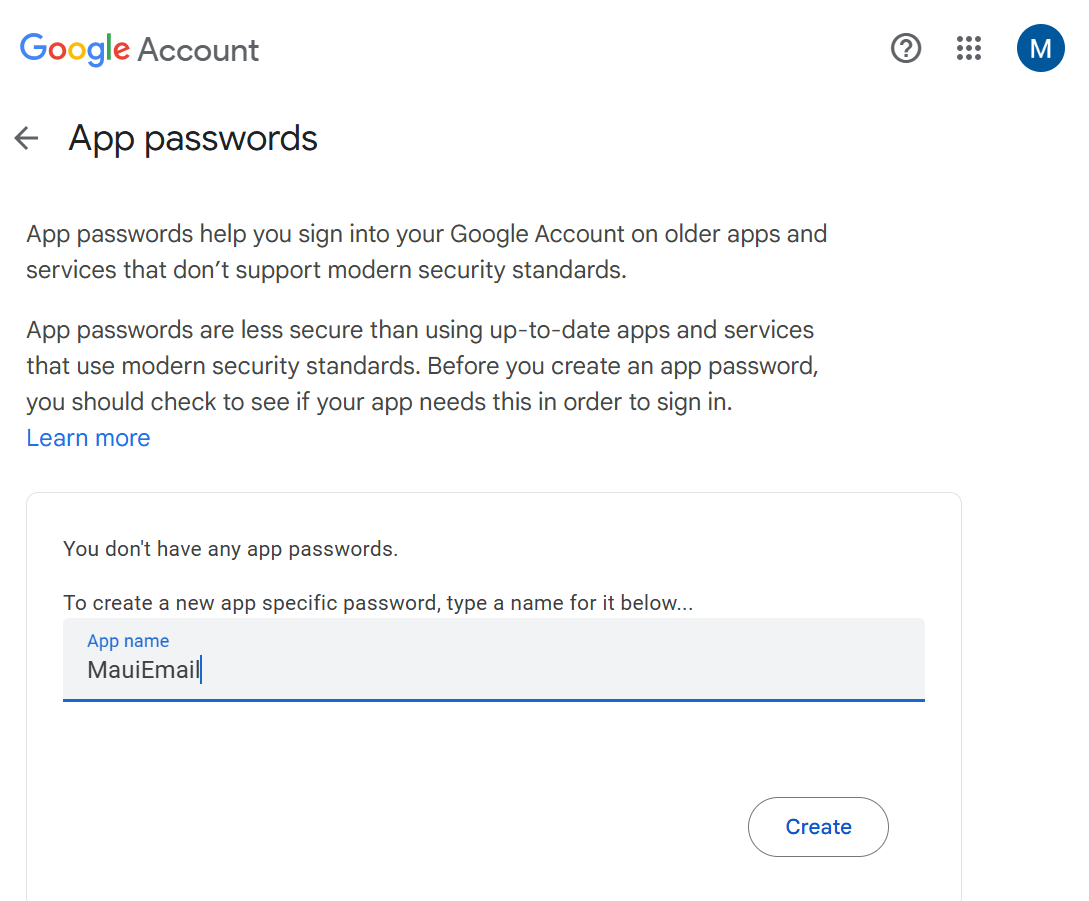 Google Account
M
App passwords
App passwords help you sign into your Google Account on older apps and
services that don’t support modern security standards.
App passwords are less secure than using up-to-date apps and services
that use modern security standards. Before you create an app password,
you should check to see if your app needs this in order to sign in.
Learn more
You don't have any app passwords.
To create a new app specific password, type a name for it below...
App name
MauiEmail
Create